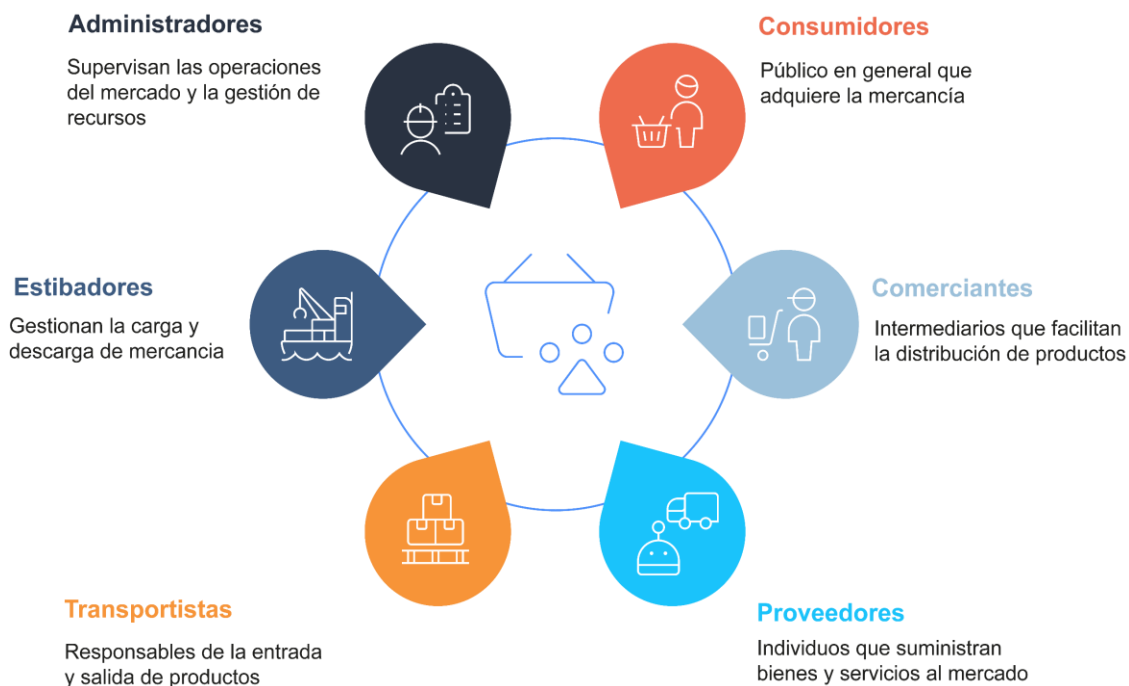 Administradores
Supervisan las operaciones
del mercado y la gestión de
recursos
Consumidores
Público en general que
adquiere la mercancía
Estibadores
Gestionan la carga y
descarga de mercancia
Comerciantes
Intermediarios que facilitan
la distribución de productos
Transportistas
Responsables de la entrada
y salida de productos
Proveedores
Individuos que suministran
bienes y servicios al mercado